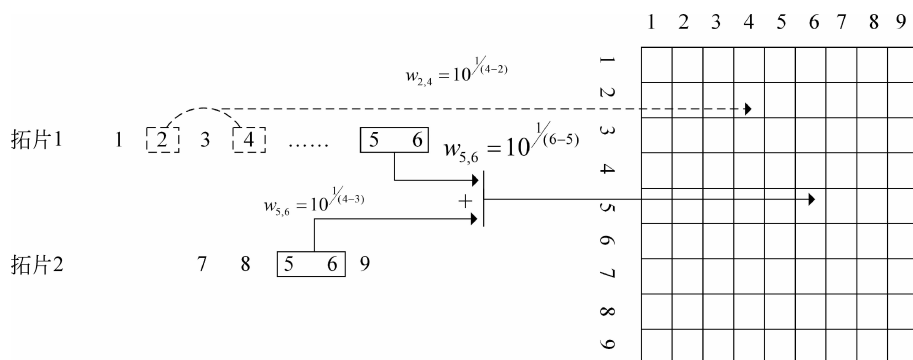 1 2 3 4 5 6 7 8 9
w_{2,4} = 10^{1/(4-2)}
拓片1 1 2 3 4 …… 5 6 w_{5,6} = 10^{1/(6-5)}
w_{5,6} = 10^{1/(4-3)}
+
拓片2 7 8 5 6 9
1
2
3
4
5
6
7
8
9